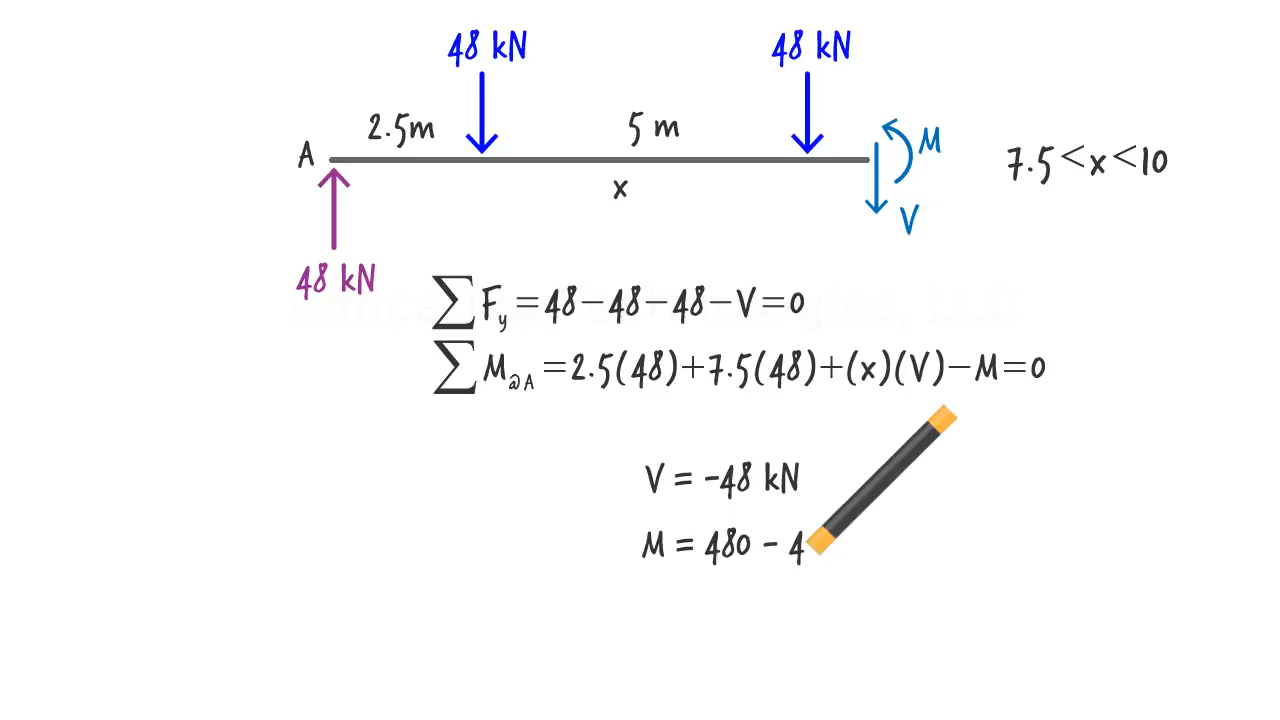 48 kN 48 kN
2.5m 5 m
A M 7.5<x<10
x
V
48 kN
∑ Fy =48−48−48−V=0
∑ M@A =2.5(48)+7.5(48)+(x)(V)−M=0
V = -48 kN
M = 480 - 4